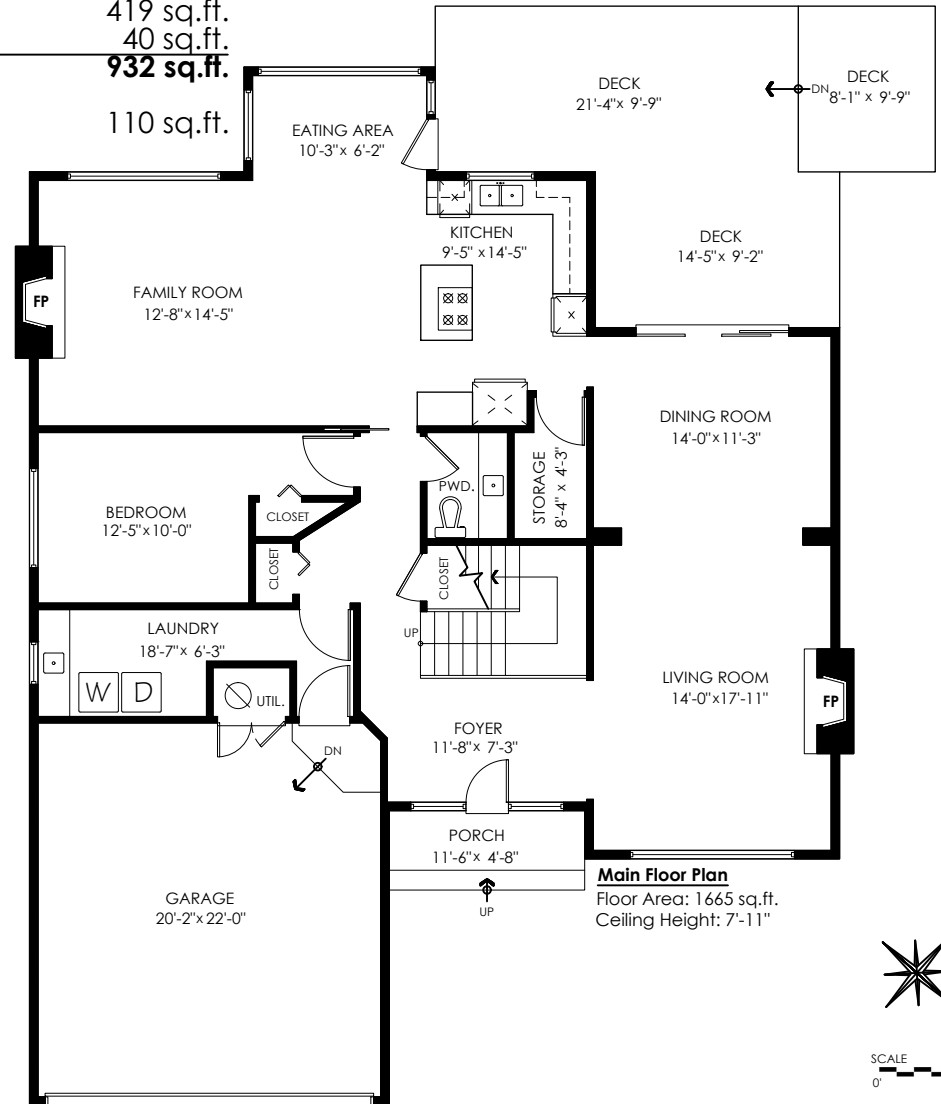 419 sq.ft.
40 sq.ft.
932 sq.ft.
110 sq.ft.
DECK
21'-4"x 9'-9"
DN
DECK
8'-1" x 9'-9"
EATING AREA
10'-3"x 6'-2"
KITCHEN
9'-5" x14'-5"
DECK
14'-5"x 9'-2"
FP
FAMILY ROOM
12'-8"x14'-5"
DINING ROOM
14'-0"x11'-3"
STORAGE
8'-4" x 4'-3"
PWD.
BEDROOM
12'-5"x10'-0"
CLOSET
CLOSET
CLOSET
UP
LAUNDRY
18'-7"x 6'-3"
W D
UTIL.
LIVING ROOM
14'-0"x17'-11"
FP
FOYER
11'-8"x 7'-3"
DN
PORCH
11'-6"x 4'-8"
UP
Main Floor Plan
Floor Area: 1665 sq.ft.
Ceiling Height: 7'-11"
GARAGE
20'-2"x22'-0"
SCALE
0'